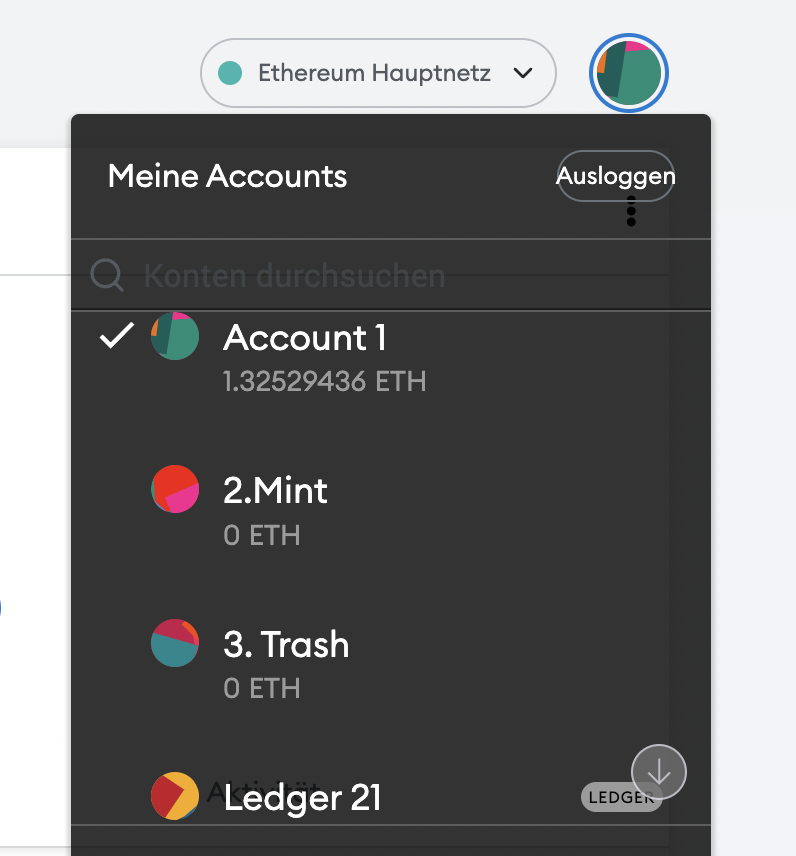 Ethereum Hauptnetz
Meine Accounts
Ausloggen
Konten durchsuchen
Account 1
1.32529436 ETH
2.Mint
0 ETH
3. Trash
0 ETH
Aktivität
Ledger 21
LEDGER